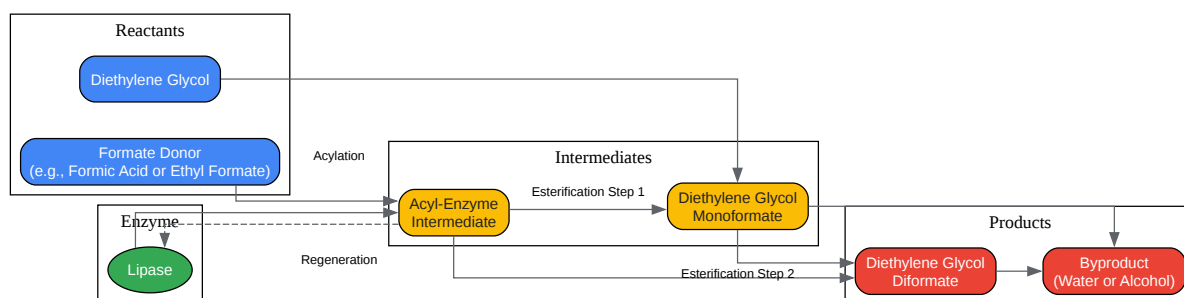 Reactants
Diethylene Glycol
Formate Donor
(e.g., Formic Acid or Ethyl Formate)
Acylation
Intermediates
Acyl-Enzyme
Intermediate
Esterification Step 1
Diethylene Glycol
Monoformate
Enzyme
Lipase
Regeneration
Esterification Step 2
Products
Diethylene Glycol
Diformate
Byproduct
(Water or Alcohol)